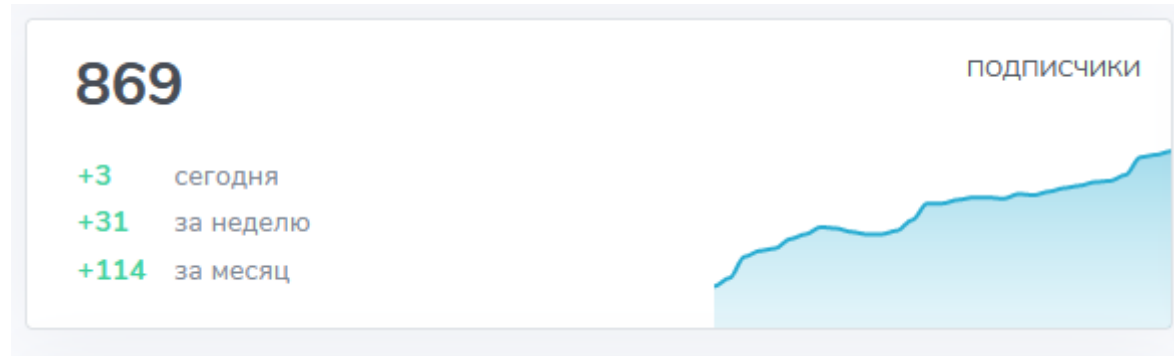 869
подписчики
+3 сегодня
+31 за неделю
+114 за месяц